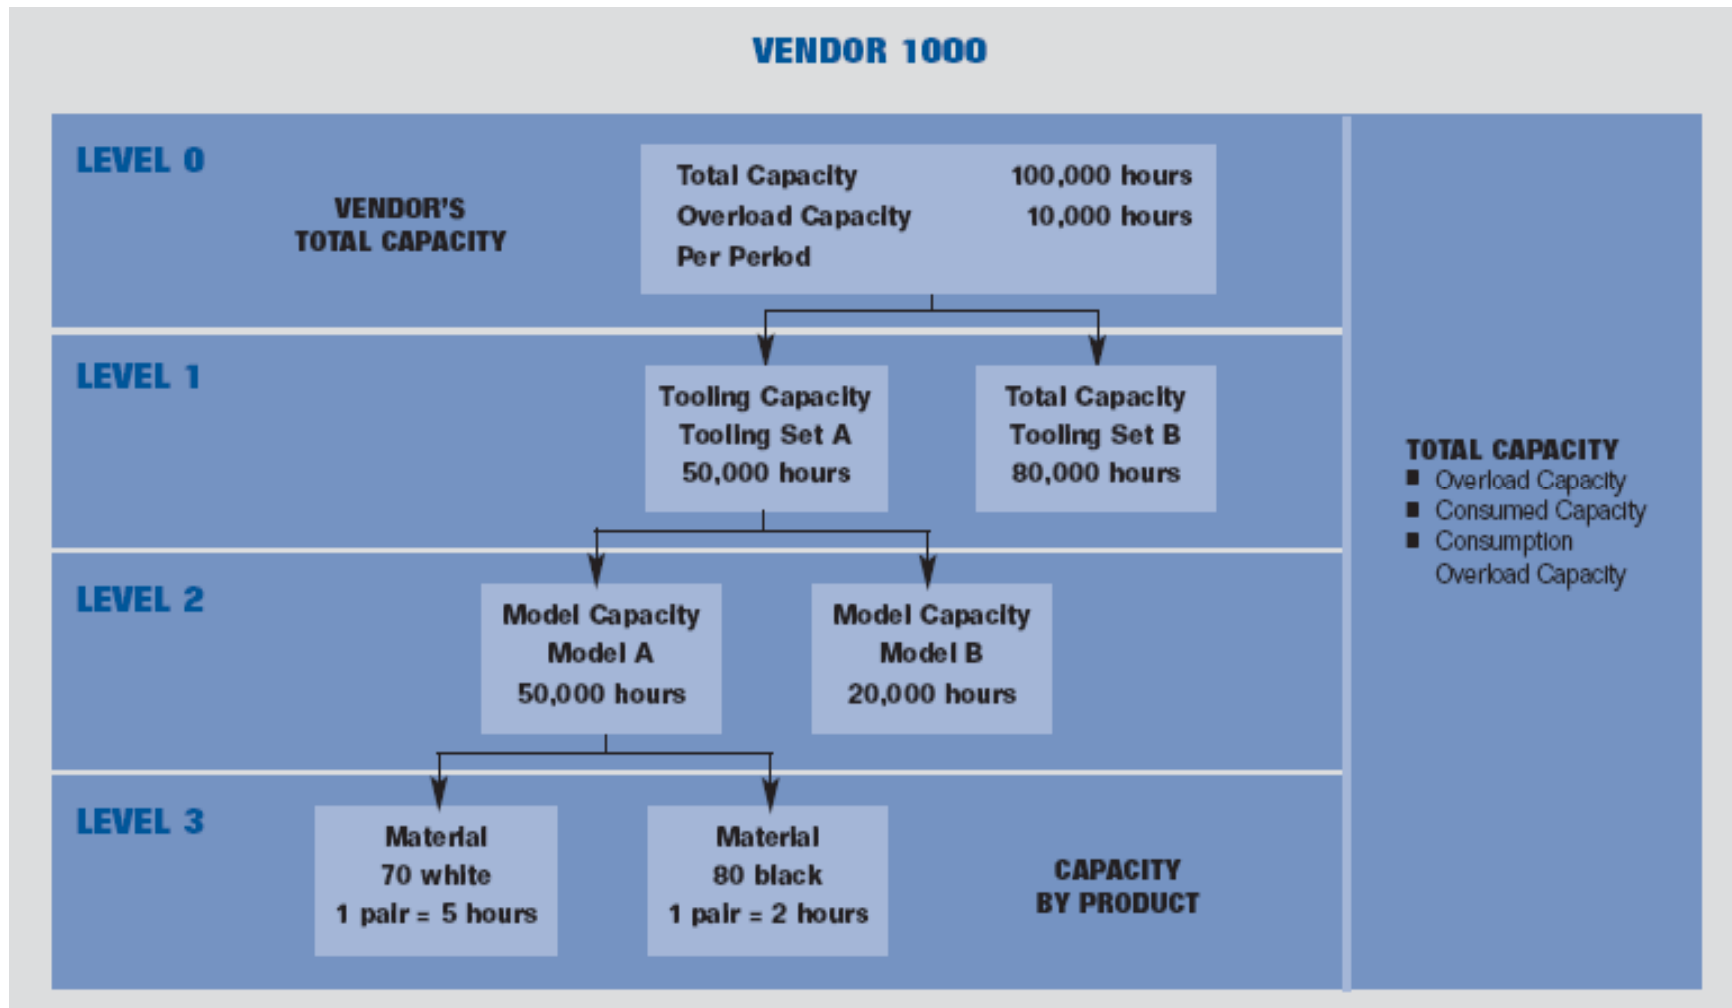 VENDOR 1000
LEVEL 0
VENDOR'S
TOTAL CAPACITY
Total Capacity 100,000 hours
Overload Capacity 10,000 hours
Per Period
LEVEL 1
Tooling Capacity
Tooling Set A
50,000 hours
Total Capacity
Tooling Set B
80,000 hours
LEVEL 2
Model Capacity
Model A
50,000 hours
Model Capacity
Model B
20,000 hours
LEVEL 3
Material
70 white
1 pair = 5 hours
Material
80 black
1 pair = 2 hours
CAPACITY
BY PRODUCT
TOTAL CAPACITY
■ Overload Capacity
■ Consumed Capacity
■ Consumption
Overload Capacity